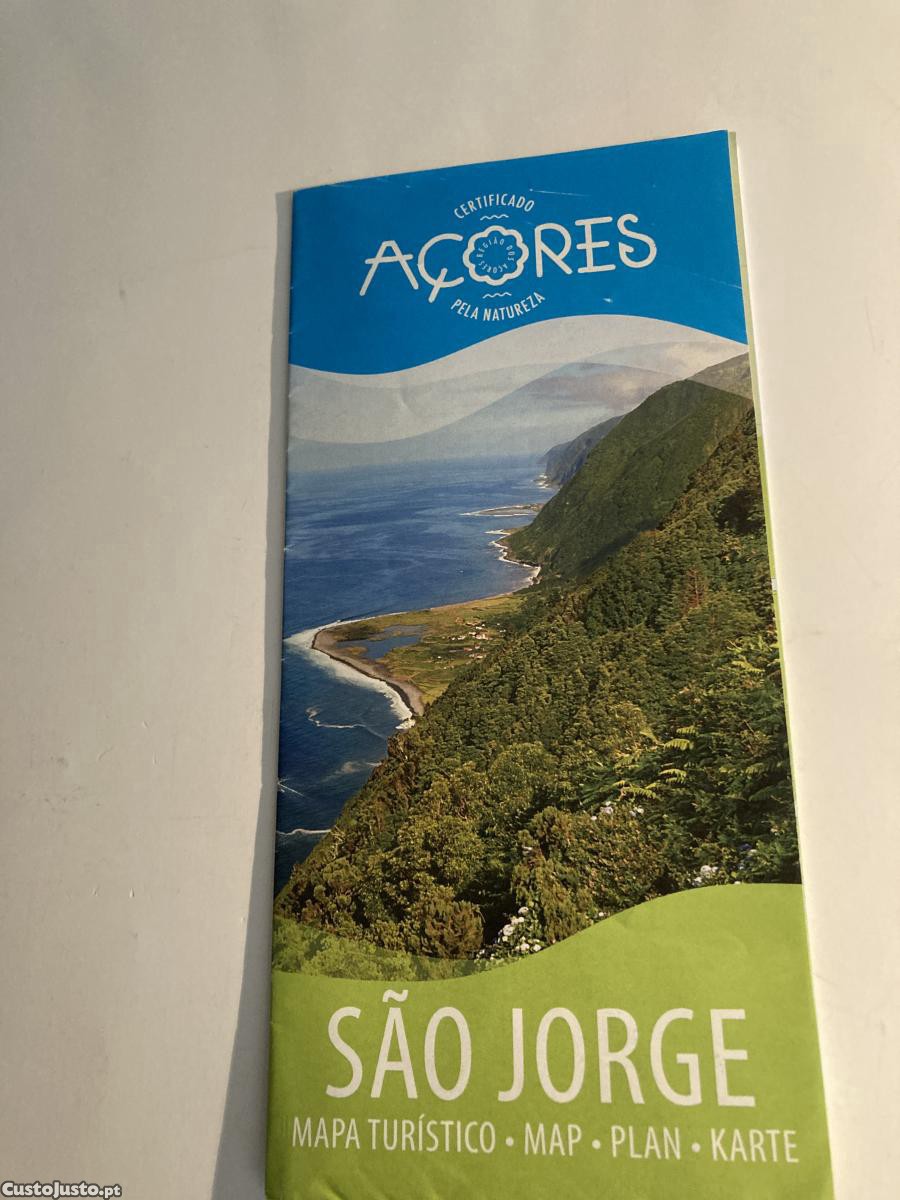 CERTIFICADO
AÇORES
REGIÃO DOS AÇORES
PELA NATUREZA
SÃO JORGE
MAPA TURÍSTICO • MAP • PLAN • KARTE
CustoJusto.pt